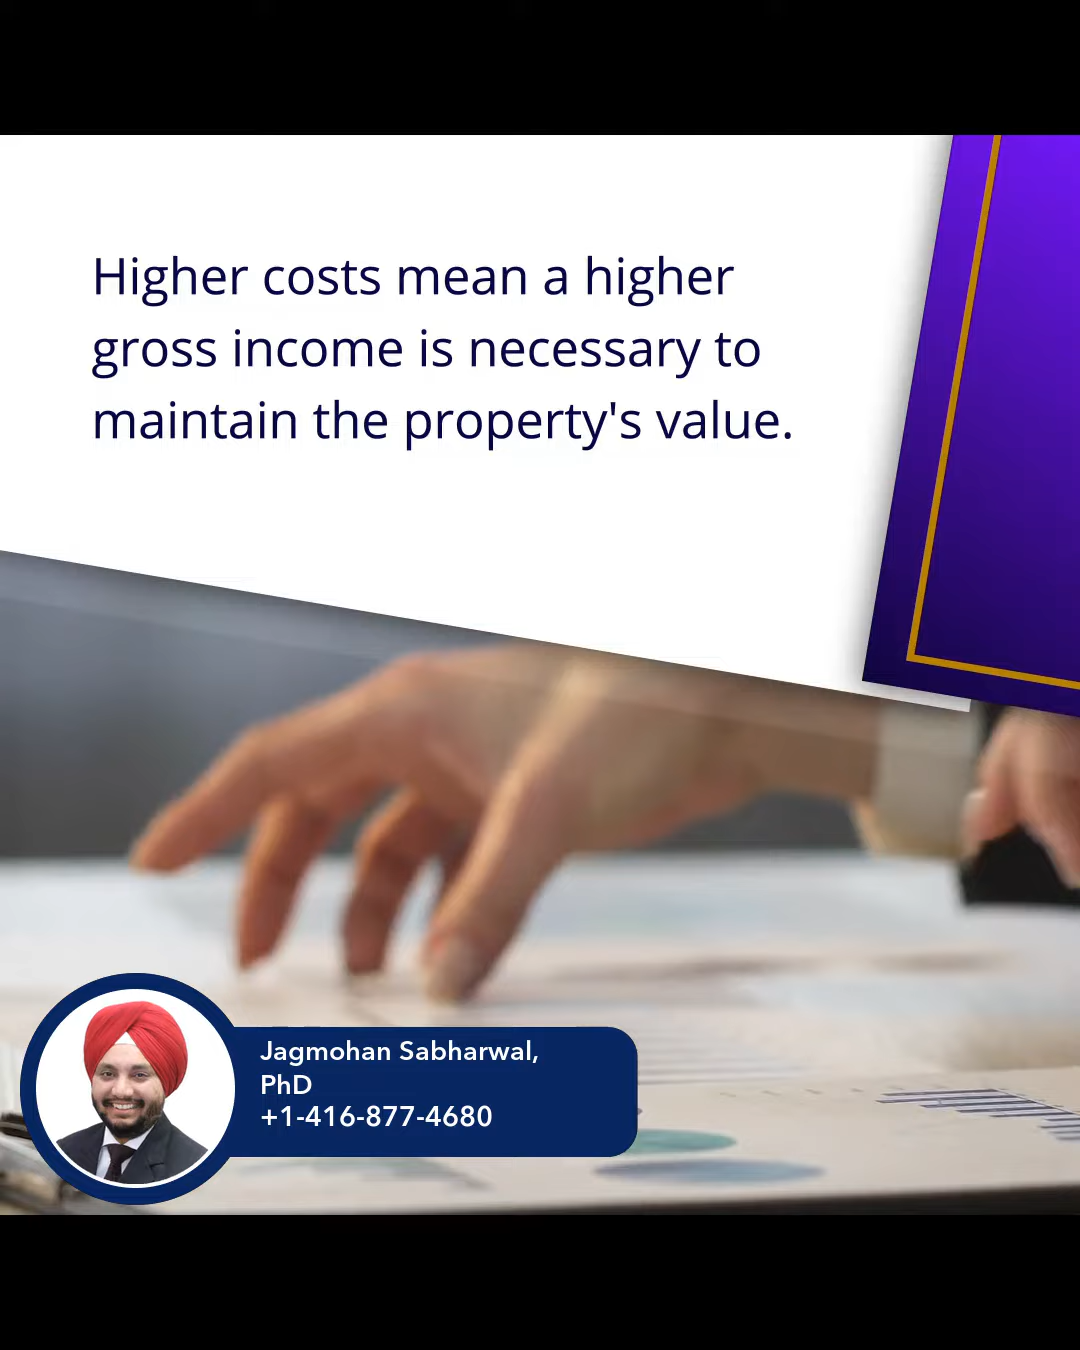 Higher costs mean a higher
gross income is necessary to
maintain the property's value.
Jagmohan Sabharwal,
PhD
+1-416-877-4680